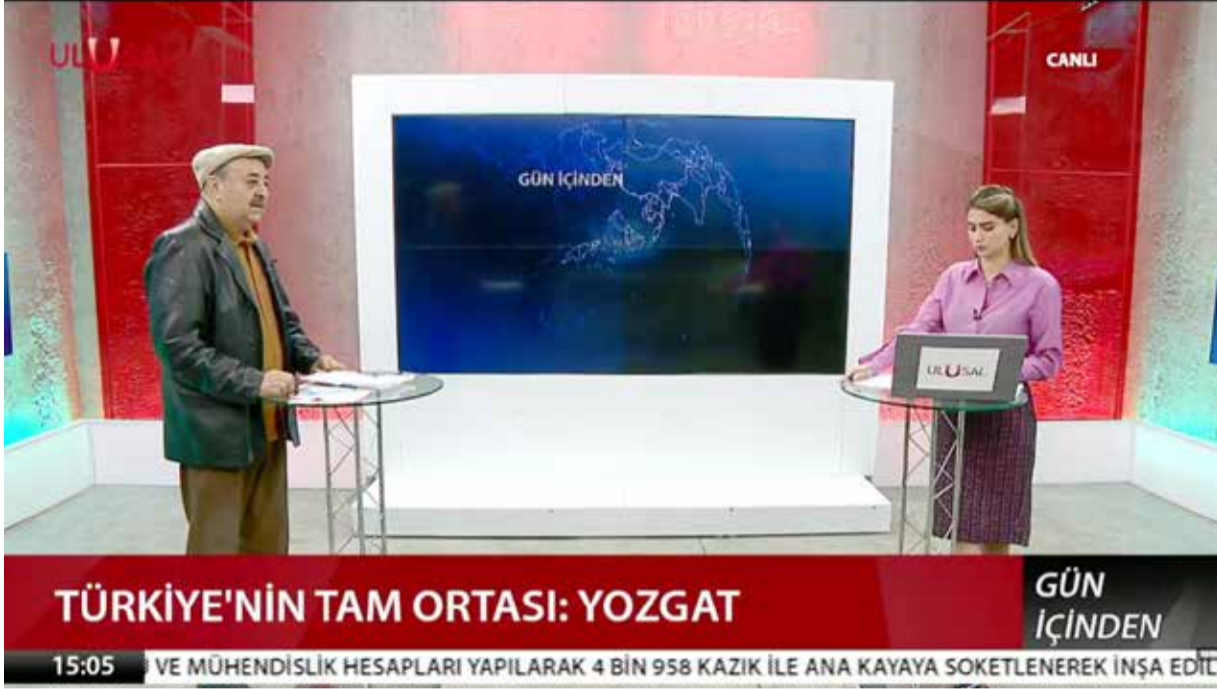 ULUSAL
CANLI
GÜN İÇİNDEN
ULUSAL
TÜRKİYE'NİN TAM ORTASI: YOZGAT
GÜN
İÇİNDEN
15:05
VE MÜHENDİSLİK HESAPLARI YAPILARAK 4 BİN 958 KAZIK İLE ANA KAYAYA SOKETLENEREK İNŞA